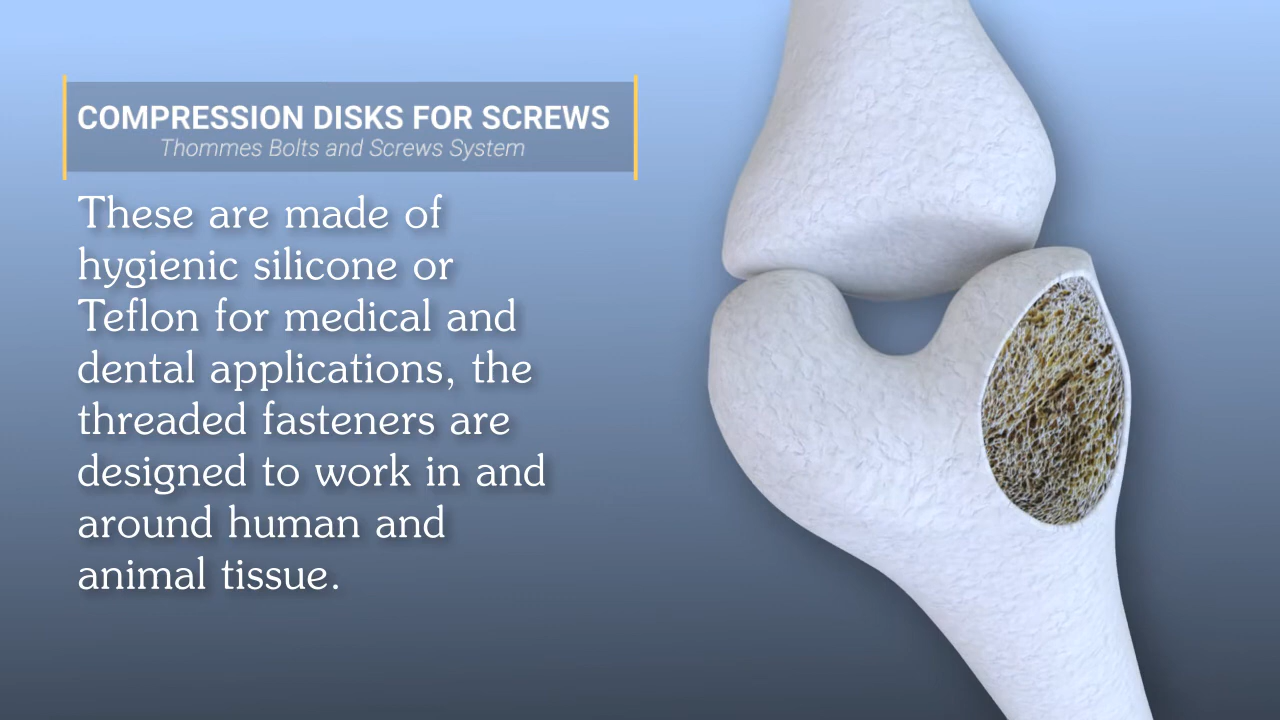 COMPRESSION DISKS FOR SCREWS
Thommes Bolts and Screws System
These are made of
hygienic silicone or
Teflon for medical and
dental applications, the
threaded fasteners are
designed to work in and
around human and
animal tissue.